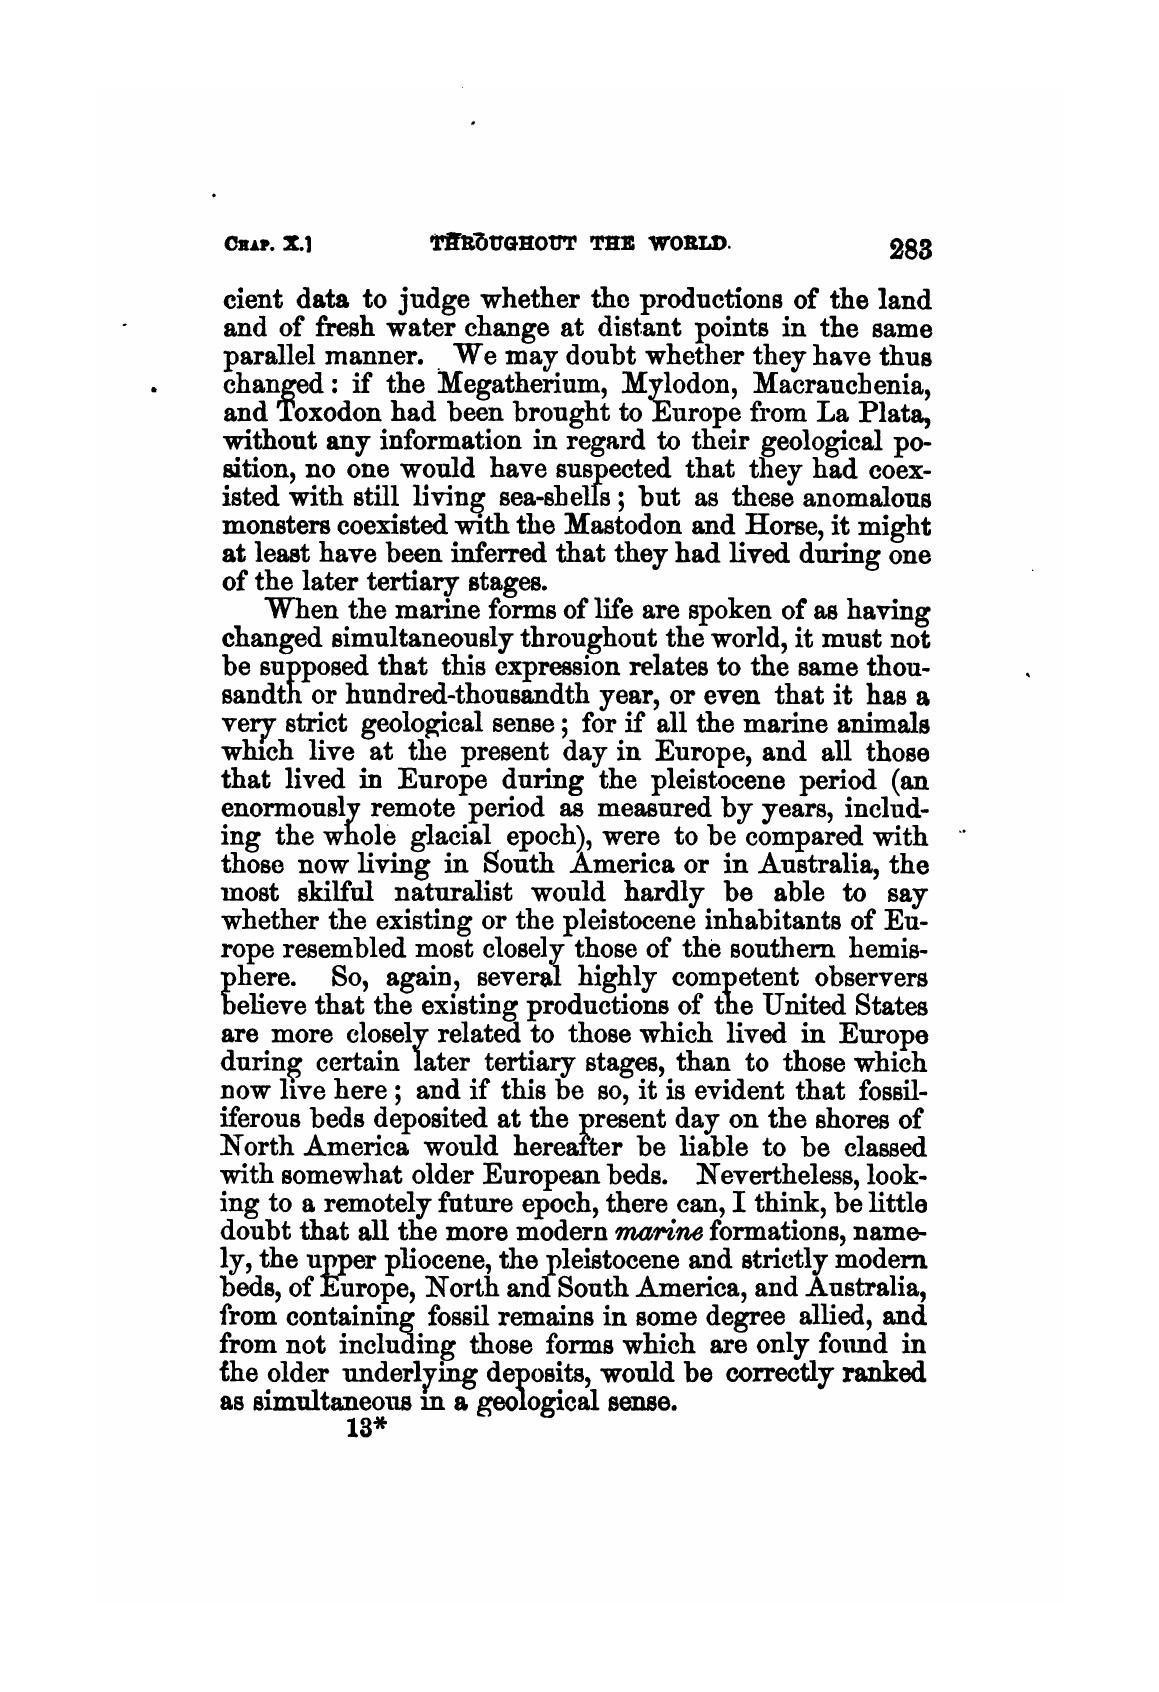 CHAP. X.] THROUGHOUT THE WORLD. 283
cient data to judge whether the productions of the land
and of fresh water change at distant points in the same
parallel manner. We may doubt whether they have thus
changed : if the Megatherium, Mylodon, Macrauchenia,
and Toxodon had been brought to Europe from La Plata,
without any information in regard to their geological po-
sition, no one would have suspected that they had coex-
isted with still living sea-shells ; but as these anomalous
monsters coexisted with the Mastodon and Horse, it might
at least have been inferred that they had lived during one
of the later tertiary stages.
When the marine forms of life are spoken of as having
changed simultaneously throughout the world, it must not
be supposed that this expression relates to the same thou-
sandth or hundred-thousandth year, or even that it has a
very strict geological sense ; for if all the marine animals
which live at the present day in Europe, and all those
that lived in Europe during the pleistocene period (an
enormously remote period as measured by years, includ-
ing the whole glacial epoch), were to be compared with
those now living in South America or in Australia, the
most skilful naturalist would hardly be able to say
whether the existing or the pleistocene inhabitants of Eu-
rope resembled most closely those of the southern hemis-
phere. So, again, several highly competent observers
believe that the existing productions of the United States
are more closely related to those which lived in Europe
during certain later tertiary stages, than to those which
now live here ; and if this be so, it is evident that fossil-
iferous beds deposited at the present day on the shores of
North America would hereafter be liable to be classed
with somewhat older European beds. Nevertheless, look-
ing to a remotely future epoch, there can, I think, be little
doubt that all the more modern marine formations, name-
ly, the upper pliocene, the pleistocene and strictly modern
beds, of Europe, North and South America, and Australia,
from containing fossil remains in some degree allied, and
from not including those forms which are only found in
the older underlying deposits, would be correctly ranked
as simultaneous in a geological sense.
13*